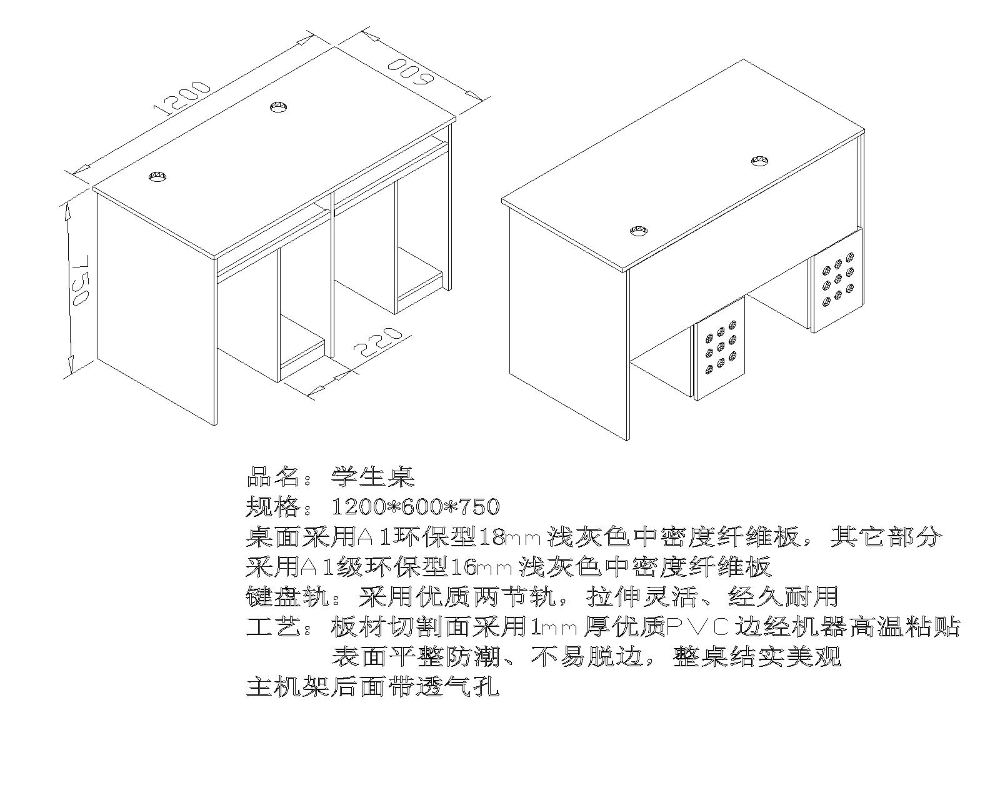 1200
600
750
220
品名：学生桌
规格：1200*600*750
桌面采用A1环保型18mm浅灰色中密度纤维板，其它部分
采用A1级环保型16mm浅灰色中密度纤维板
键盘轨：采用优质两节轨，拉伸灵活、经久耐用
工艺：板材切割面采用1mm厚优质PVC边经机器高温粘贴
表面平整防潮、不易脱边，整桌结实美观
主机架后面带透气孔